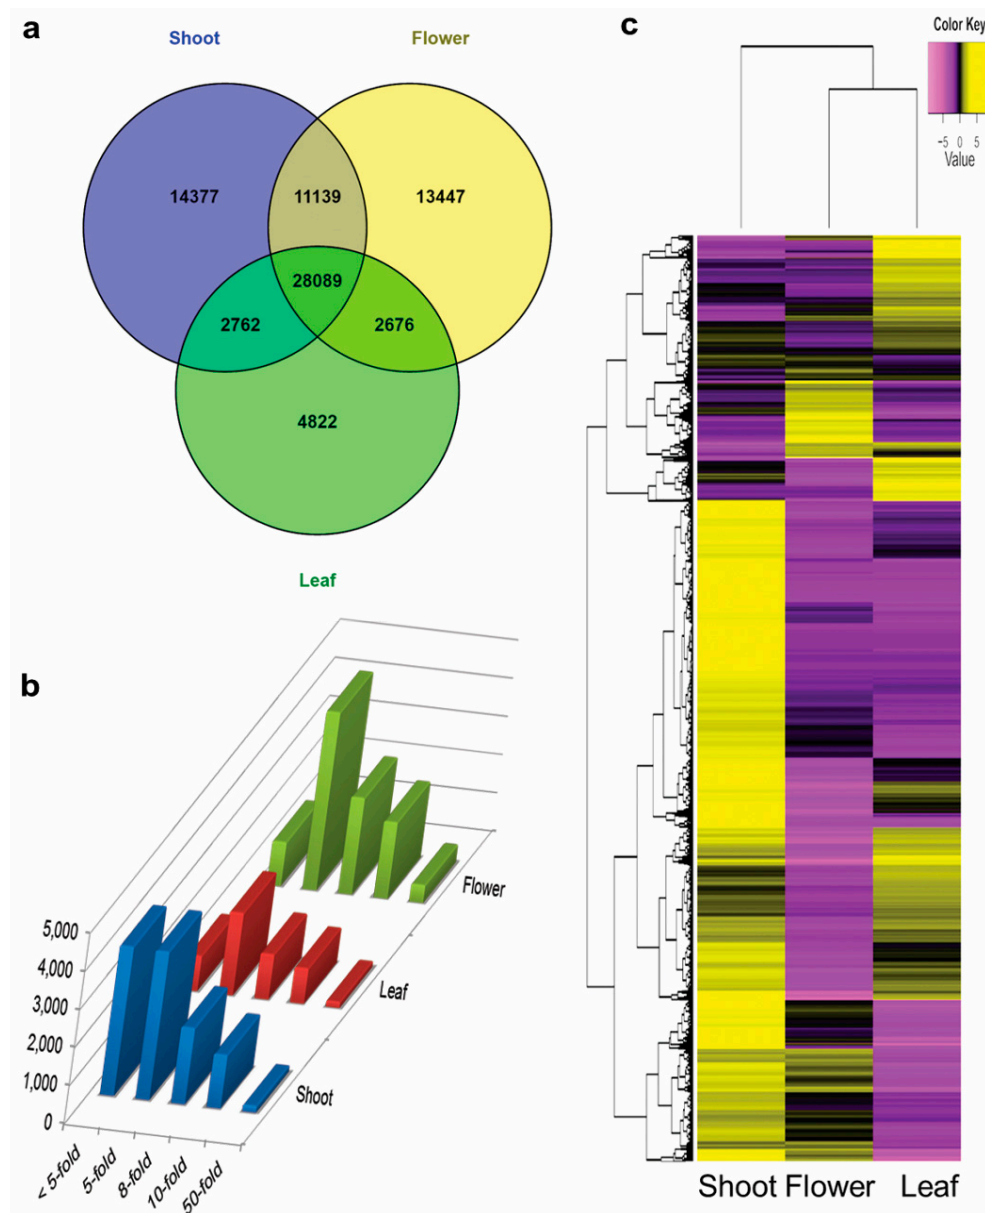 a
Shoot
Flower
14377
11139
13447
28089
2762
2676
4822
Leaf
b
5,000
4,000
3,000
2,000
1,000
0
< 5-fold
5-fold
8-fold
10-fold
50-fold
Shoot
Leaf
Flower
c
Color Key
−5 0 5
Value
Shoot Flower Leaf